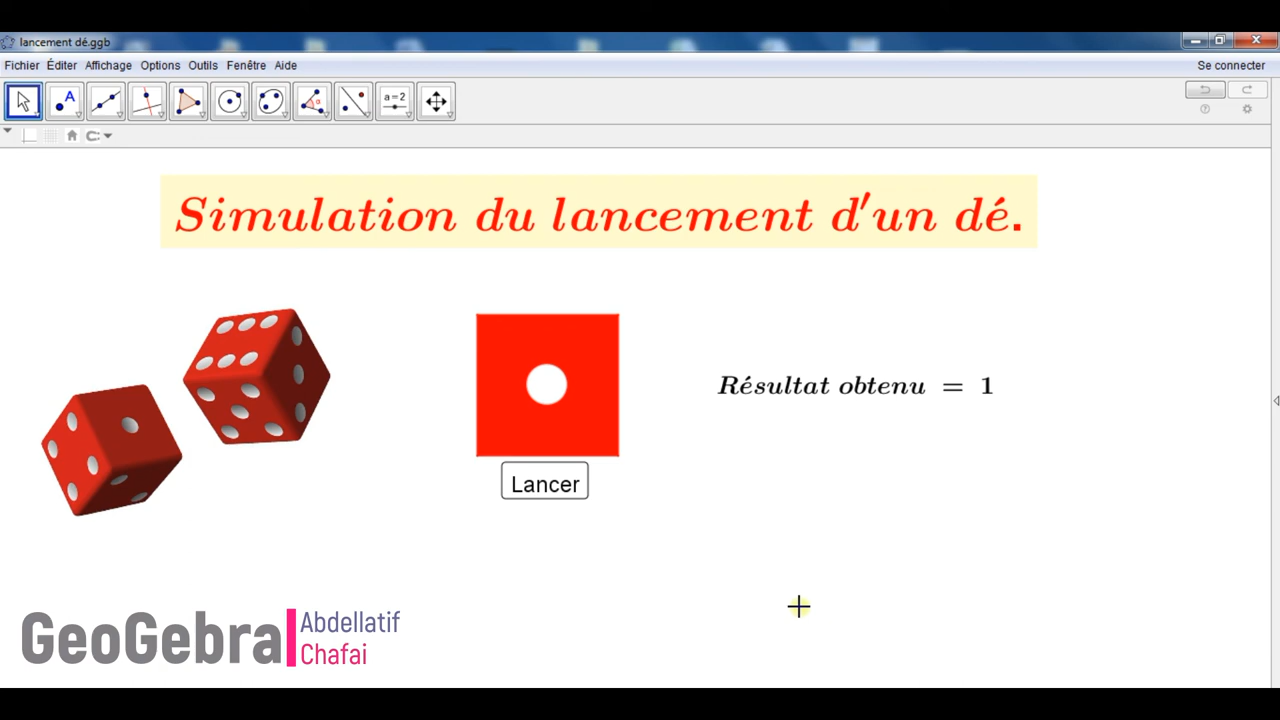 lancement dé.ggb
Fichier Éditer Affichage Options Outils Fenêtre Aide
Se connecter
A
α
a=2
Simulation du lancement d'un dé.
Résultat obtenu = 1
Lancer
GeoGebra
Abdellatif
Chafai